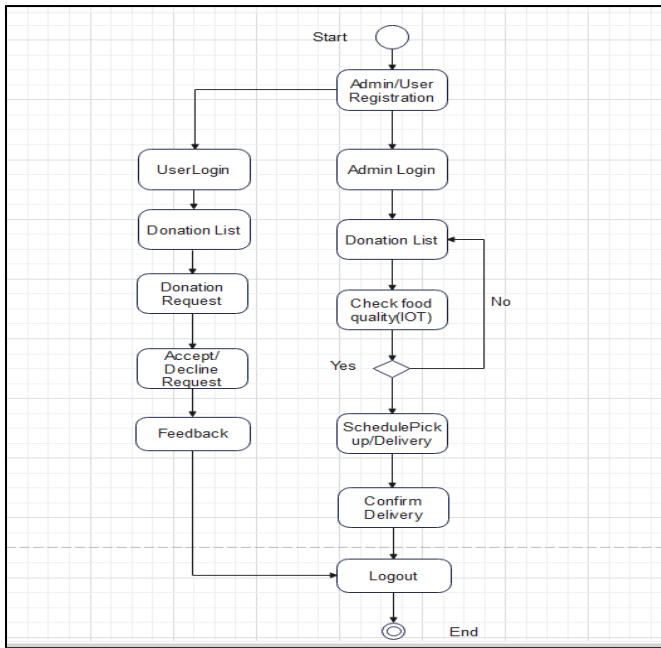 Start
Admin/User
Registration
UserLogin
Admin Login
Donation List
Donation List
Donation
Request
Check food
quality(IOT)
No
Accept/
Decline
Request
Yes
Feedback
SchedulePick
up/Delivery
Confirm
Delivery
Logout
End